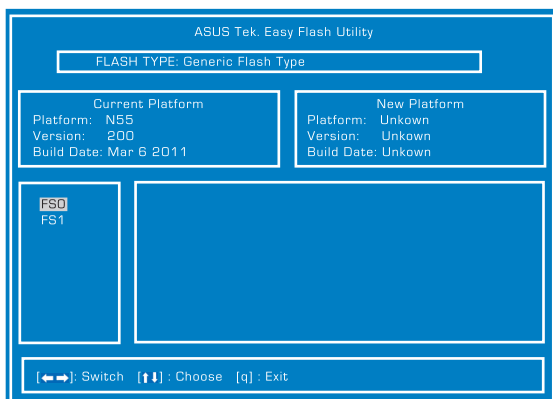 ASUS Tek. Easy Flash Utility
FLASH TYPE: Generic Flash Type
Current Platform
Platform: N55
Version: 200
Build Date: Mar 6 2011
New Platform
Platform: Unkown
Version: Unkown
Build Date: Unkown
FS0
FS1
[←→]: Switch [↑↓] : Choose [q] : Exit